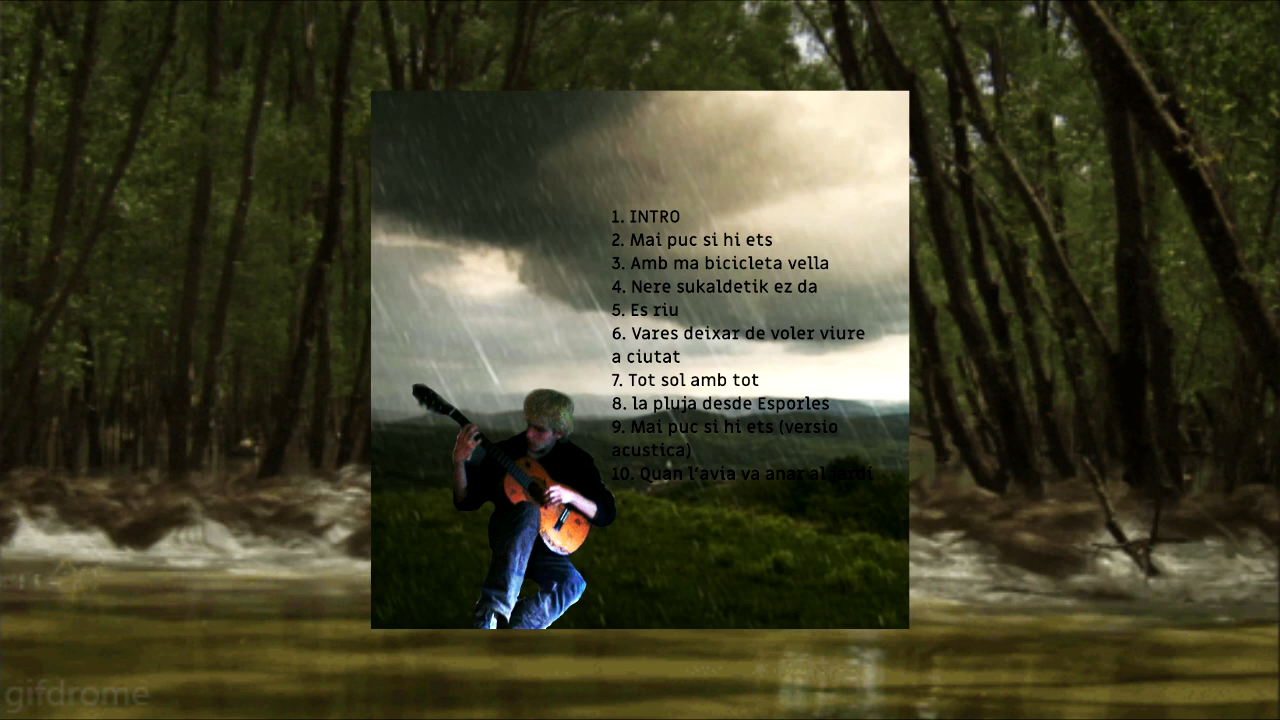 1. INTRO
2. Mai puc si hi ets
3. Amb ma bicicleta vella
4. Nere sukaldetik ez da
5. Es riu
6. Vares deixar de voler viure
a ciutat
7. Tot sol amb tot
8. la pluja desde Esporles
9. Mai puc si hi ets (versio
acustica)
10. Quan l'avia va anar al jardí
gifdrome